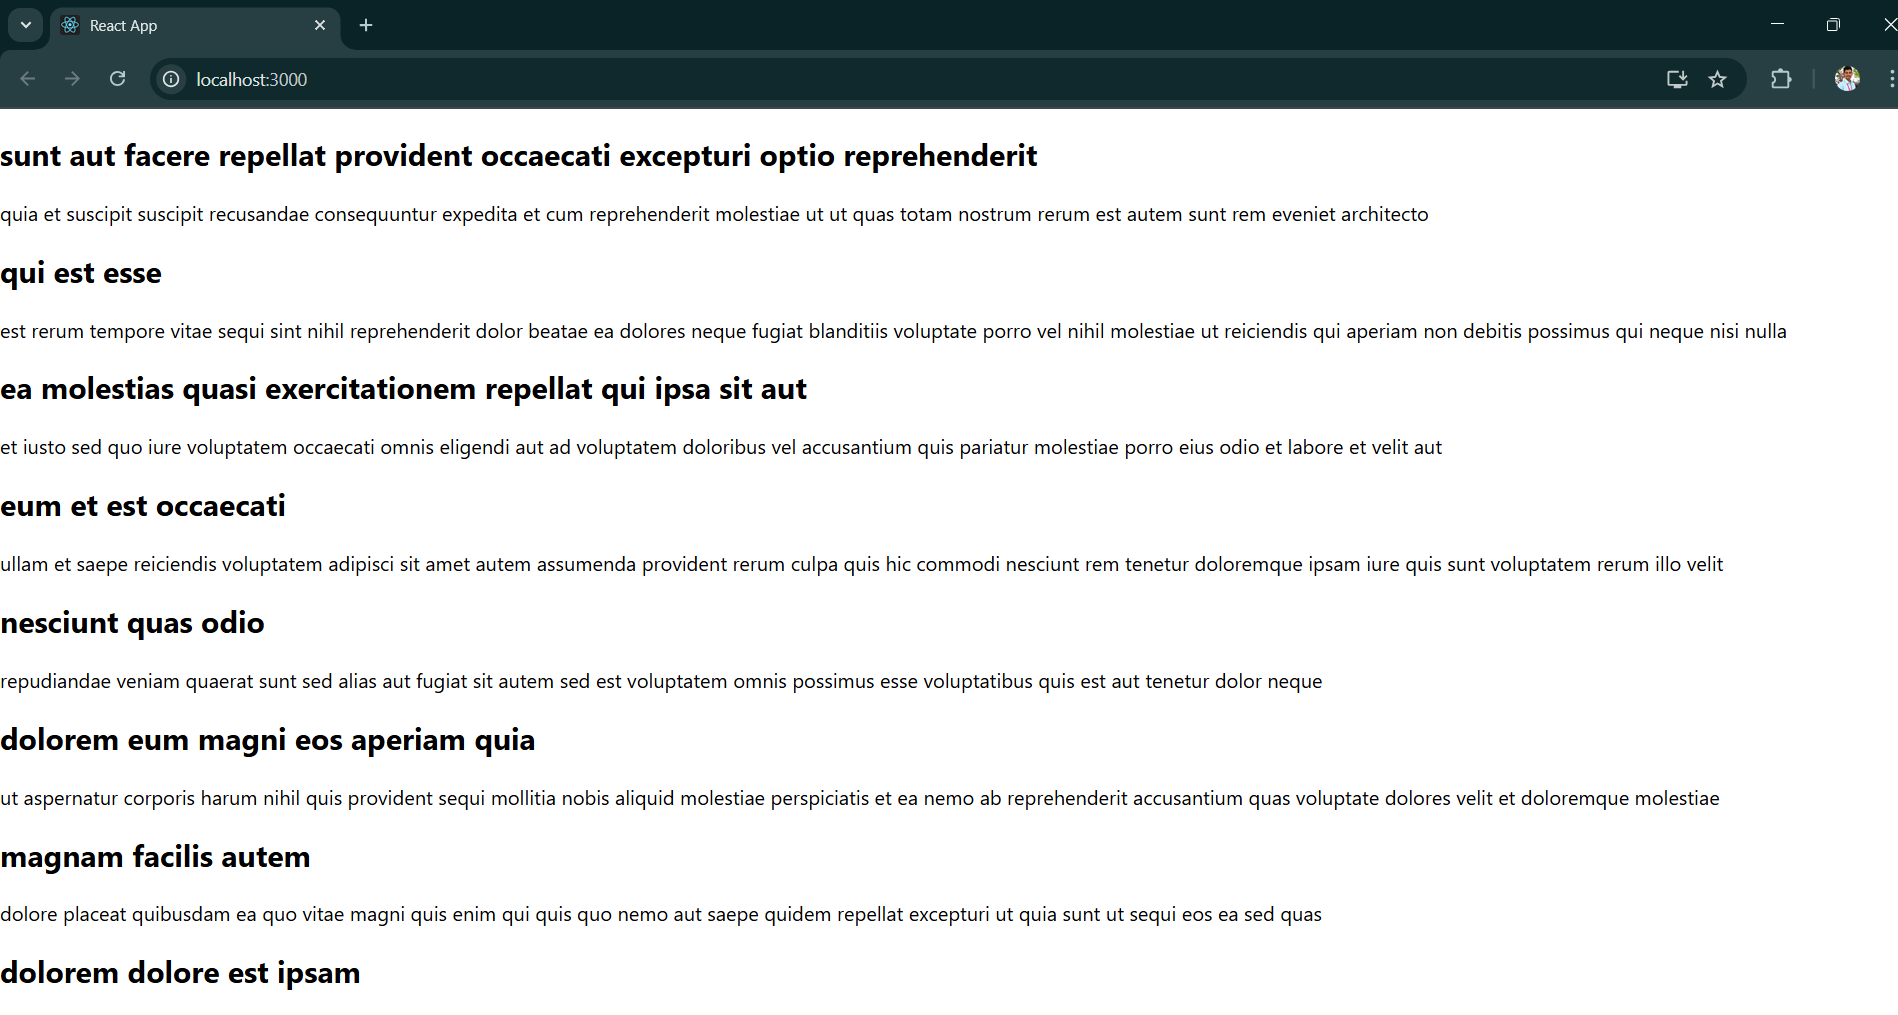 React App
localhost:3000
sunt aut facere repellat provident occaecati excepturi optio reprehenderit
quia et suscipit suscipit recusandae consequuntur expedita et cum reprehenderit molestiae ut ut quas totam nostrum rerum est autem sunt rem eveniet architecto
qui est esse
est rerum tempore vitae sequi sint nihil reprehenderit dolor beatae ea dolores neque fugiat blanditiis voluptate porro vel nihil molestiae ut reiciendis qui aperiam non debitis possimus qui neque nisi nulla
ea molestias quasi exercitationem repellat qui ipsa sit aut
et iusto sed quo iure voluptatem occaecati omnis eligendi aut ad voluptatem doloribus vel accusantium quis pariatur molestiae porro eius odio et labore et velit aut
eum et est occaecati
ullam et saepe reiciendis voluptatem adipisci sit amet autem assumenda provident rerum culpa quis hic commodi nesciunt rem tenetur doloremque ipsam iure quis sunt voluptatem rerum illo velit
nesciunt quas odio
repudiandae veniam quaerat sunt sed alias aut fugiat sit autem sed est voluptatem omnis possimus esse voluptatibus quis est aut tenetur dolor neque
dolorem eum magni eos aperiam quia
ut aspernatur corporis harum nihil quis provident sequi mollitia nobis aliquid molestiae perspiciatis et ea nemo ab reprehenderit accusantium quas voluptate dolores velit et doloremque molestiae
magnam facilis autem
dolore placeat quibusdam ea quo vitae magni quis enim qui quis quo nemo aut saepe quidem repellat excepturi ut quia sunt ut sequi eos ea sed quas
dolorem dolore est ipsam